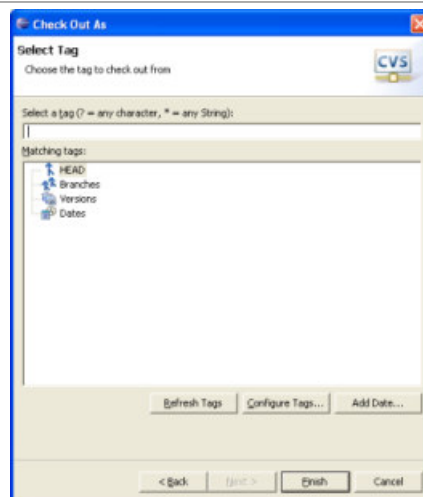 Check Out As
Select Tag
Choose the tag to check out from
CVS
Select a tag (? = any character, * = any String):
Matching tags:
HEAD
Branches
Versions
Dates
Refresh Tags Configure Tags... Add Date...
< Back Next > Finish Cancel